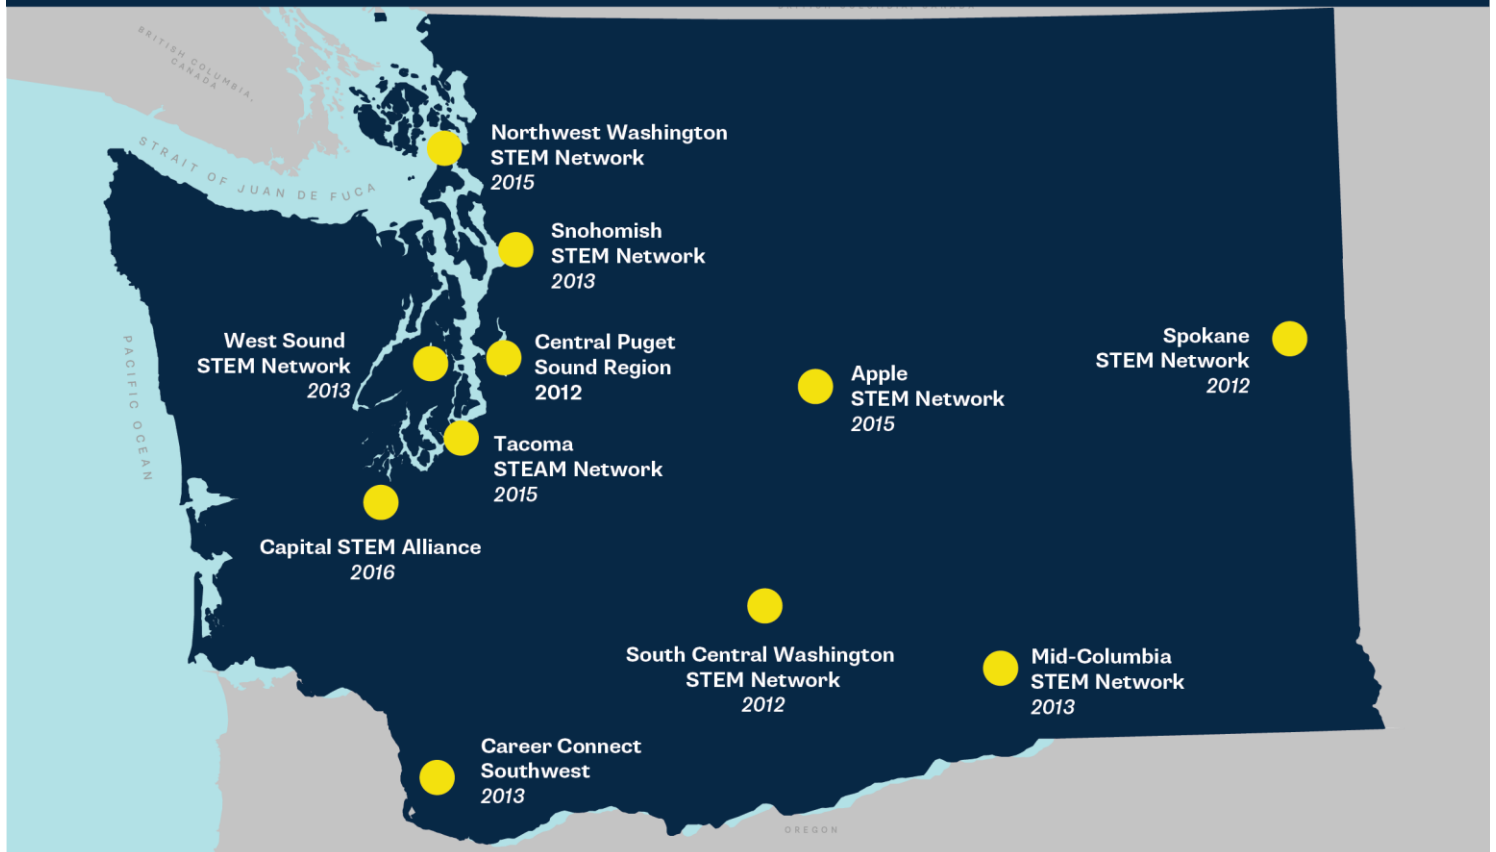 BRITISH COLUMBIA,
CANADA
STRAIT OF JUAN DE FUCA
PACIFIC OCEAN
Northwest Washington
STEM Network
2015
Snohomish
STEM Network
2013
West Sound
STEM Network
2013
Central Puget
Sound Region
2012
Spokane
STEM Network
2012
Apple
STEM Network
2015
Tacoma
STEAM Network
2015
Capital STEM Alliance
2016
South Central Washington
STEM Network
2012
Mid-Columbia
STEM Network
2013
Career Connect
Southwest
2013
OREGON